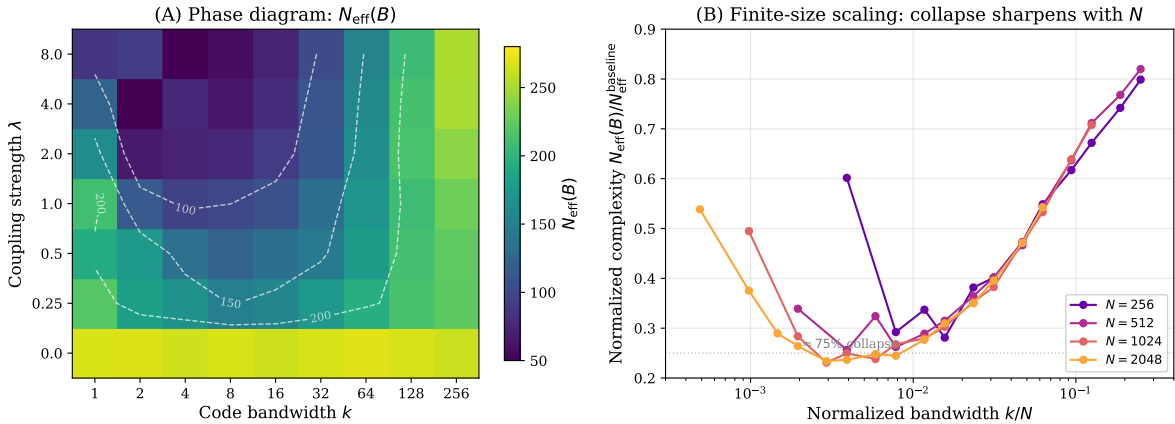 (A) Phase diagram: N_eff(B)
Coupling strength λ
8.0
4.0
2.0
1.0
0.5
0.25
0.0
200
100
150
200
1 2 4 8 16 32 64 128 256
Code bandwidth k
250
200
150
100
50
N_eff(B)
(B) Finite-size scaling: collapse sharpens with N
Normalized complexity N_eff(B)/N_eff^baseline
0.9
0.8
0.7
0.6
0.5
0.4
0.3
0.2
75% collapse
N = 256
N = 512
N = 1024
N = 2048
10⁻³ 10⁻² 10⁻¹
Normalized bandwidth k/N